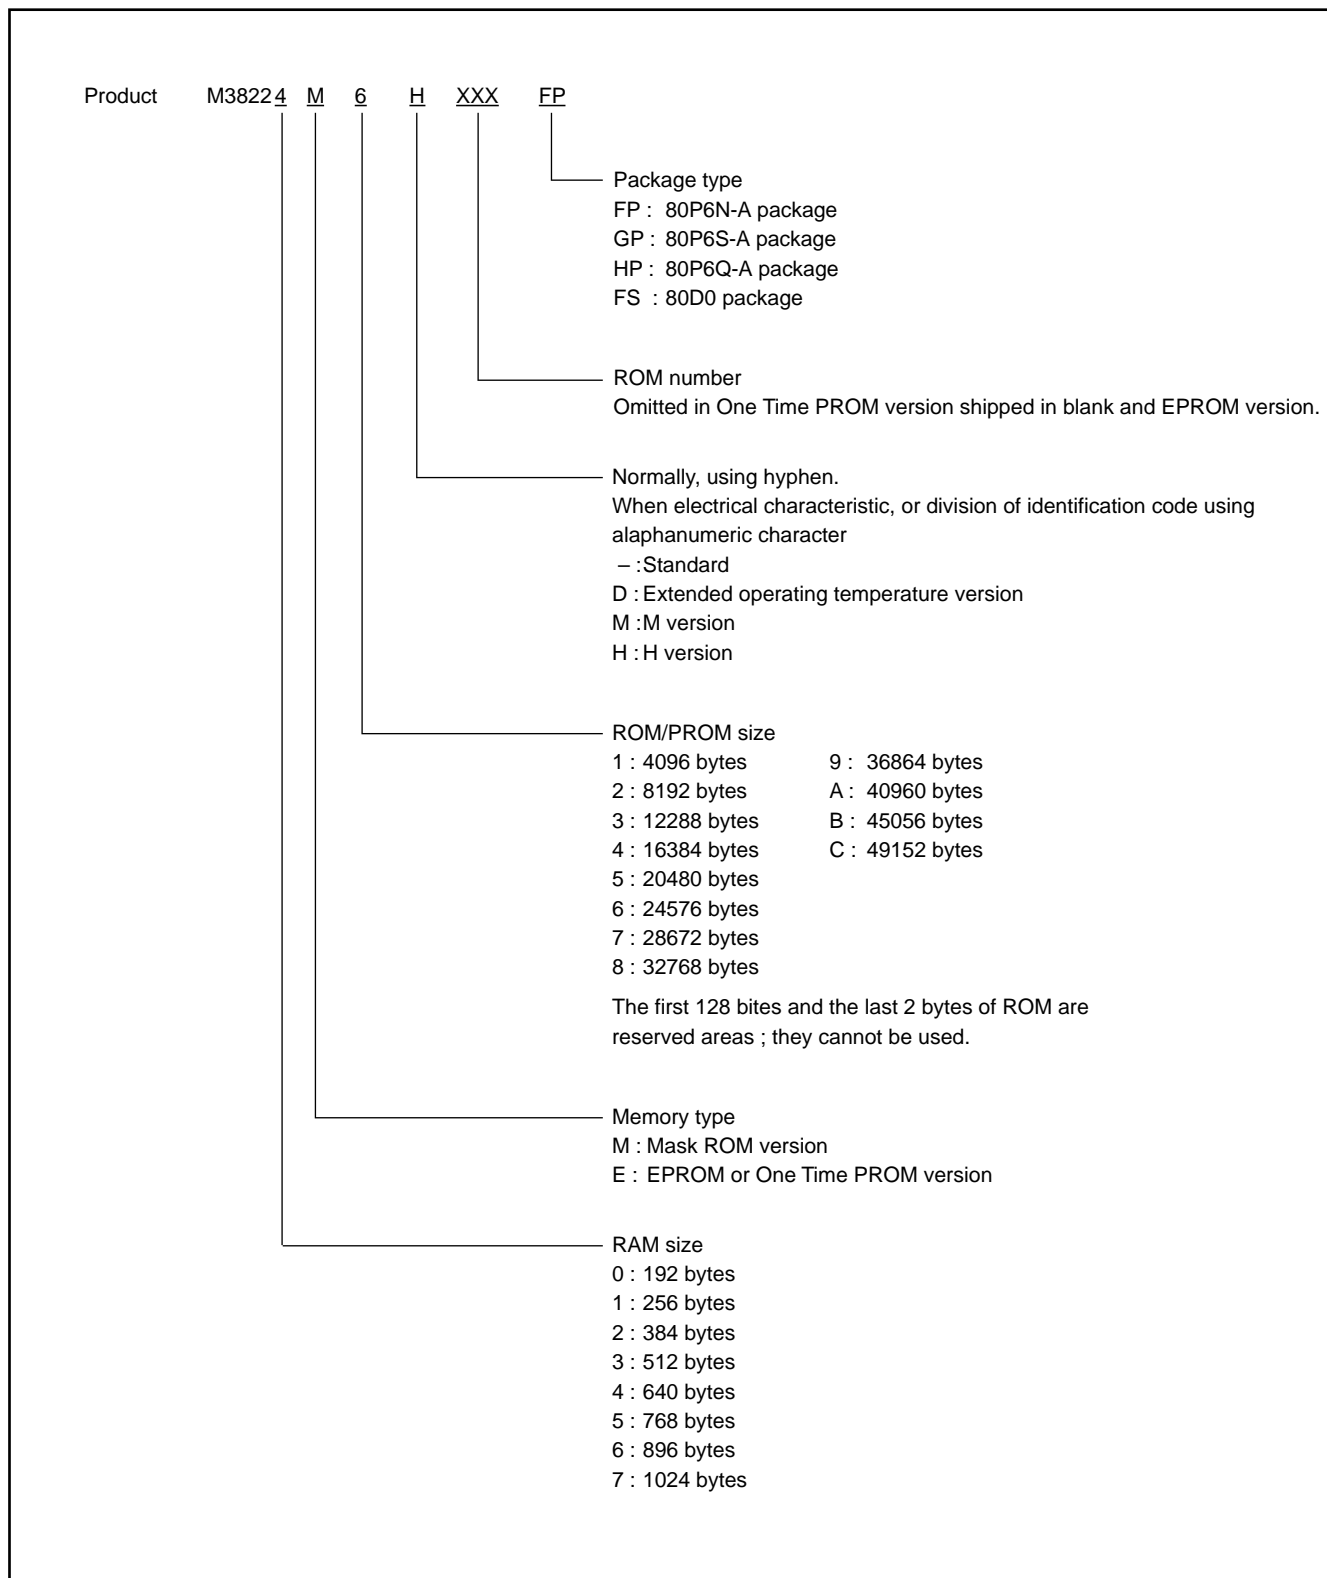 Product M38224 M 6 H XXX FP
Package type
FP : 80P6N-A package
GP : 80P6S-A package
HP : 80P6Q-A package
FS : 80D0 package
ROM number
Omitted in One Time PROM version shipped in blank and EPROM version.
Normally, using hyphen.
When electrical characteristic, or division of identification code using
alaphanumeric character
– : Standard
D : Extended operating temperature version
M : M version
H : H version
ROM/PROM size
1 : 4096 bytes 9 : 36864 bytes
2 : 8192 bytes A : 40960 bytes
3 : 12288 bytes B : 45056 bytes
4 : 16384 bytes C : 49152 bytes
5 : 20480 bytes
6 : 24576 bytes
7 : 28672 bytes
8 : 32768 bytes
The first 128 bites and the last 2 bytes of ROM are
reserved areas ; they cannot be used.
Memory type
M : Mask ROM version
E : EPROM or One Time PROM version
RAM size
0 : 192 bytes
1 : 256 bytes
2 : 384 bytes
3 : 512 bytes
4 : 640 bytes
5 : 768 bytes
6 : 896 bytes
7 : 1024 bytes